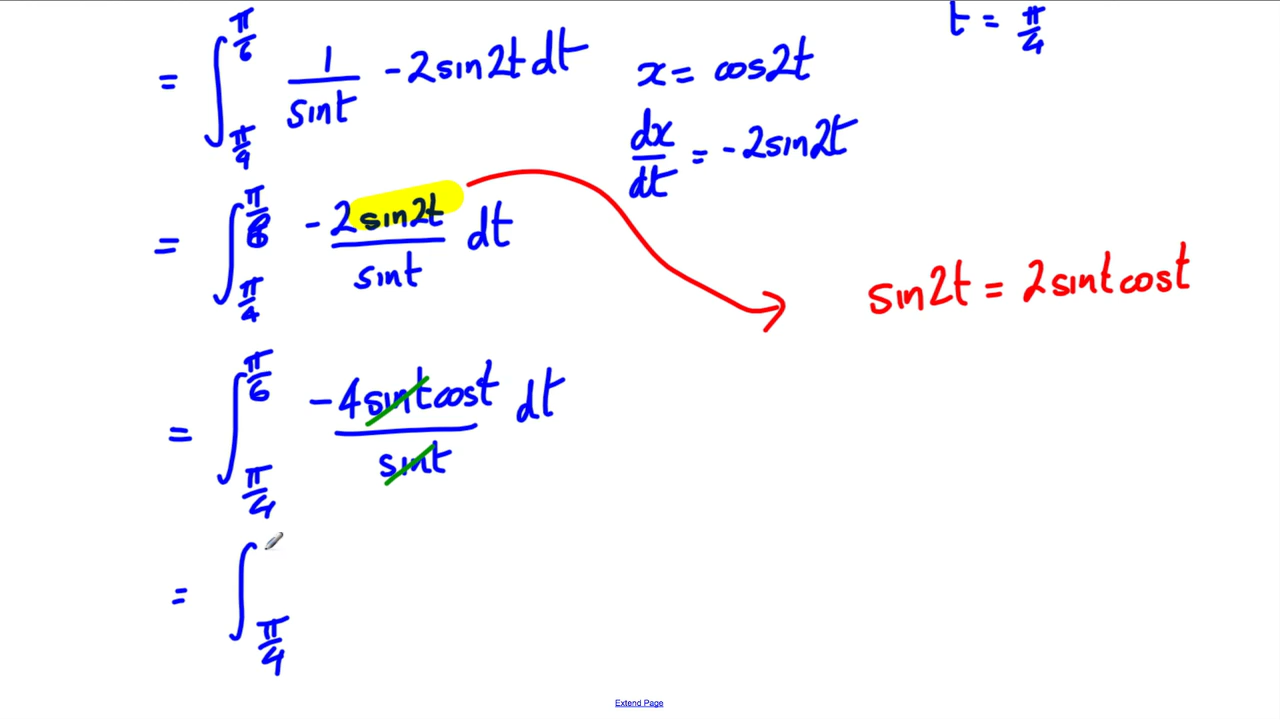 t = π/4
= ∫_{π/4}^{π/6} 1/sint -2sin2t dt
x = cos2t
dx/dt = -2sin2t
= ∫_{π/4}^{π/6} -2sin2t/sint dt
sin2t = 2sintcost
= ∫_{π/4}^{π/6} -4sintcost/sint dt
= ∫_{π/4}
Extend Page